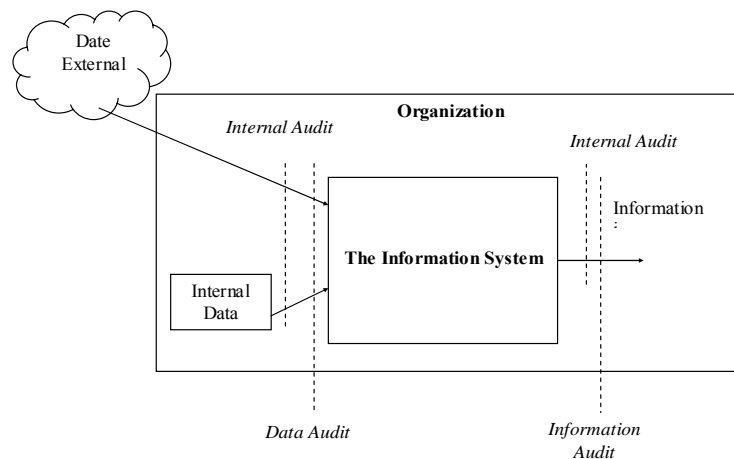 Date
External
Organization
Internal Audit
Internal Audit
Information
:
The Information System
Internal
Data
Data Audit
Information
Audit